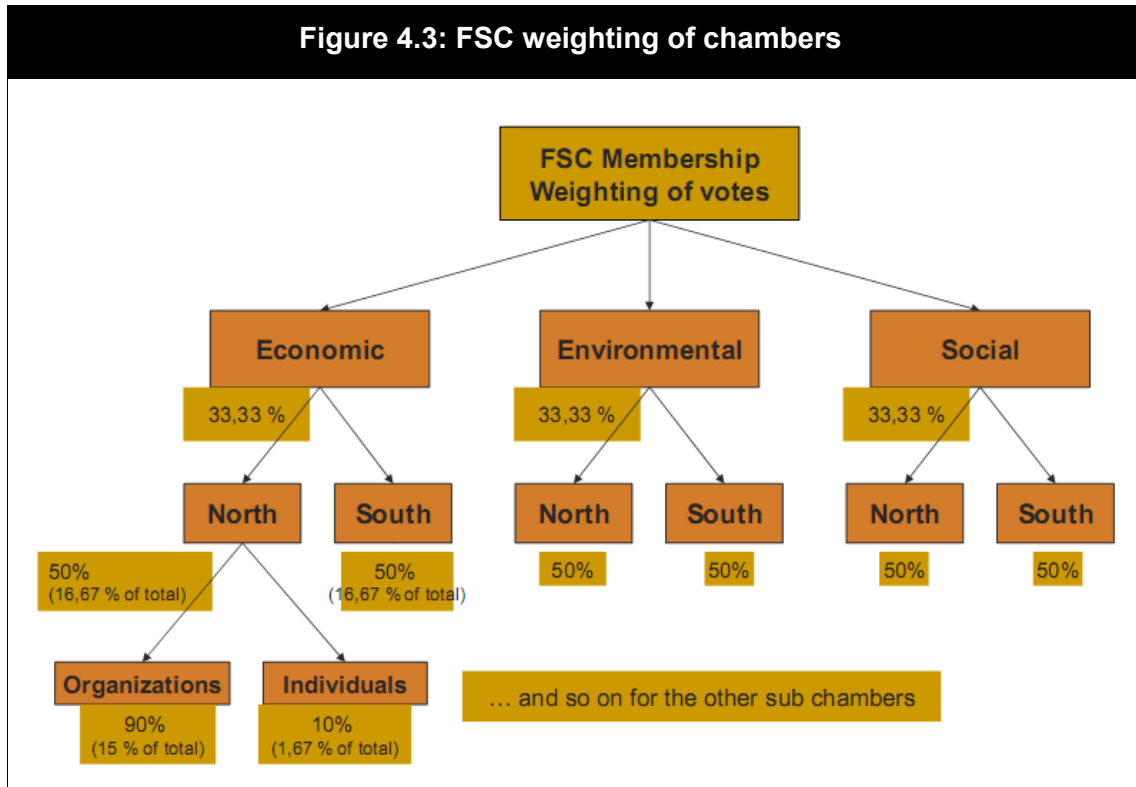 Figure 4.3: FSC weighting of chambers
FSC Membership
Weighting of votes
Economic
Environmental
Social
33,33 %
33,33 %
33,33 %
North
South
North
South
North
South
50%
(16,67 % of total)
50%
(16,67 % of total)
50%
50%
50%
50%
Organizations
Individuals
90%
(15 % of total)
10%
(1,67 % of total)
... and so on for the other sub chambers